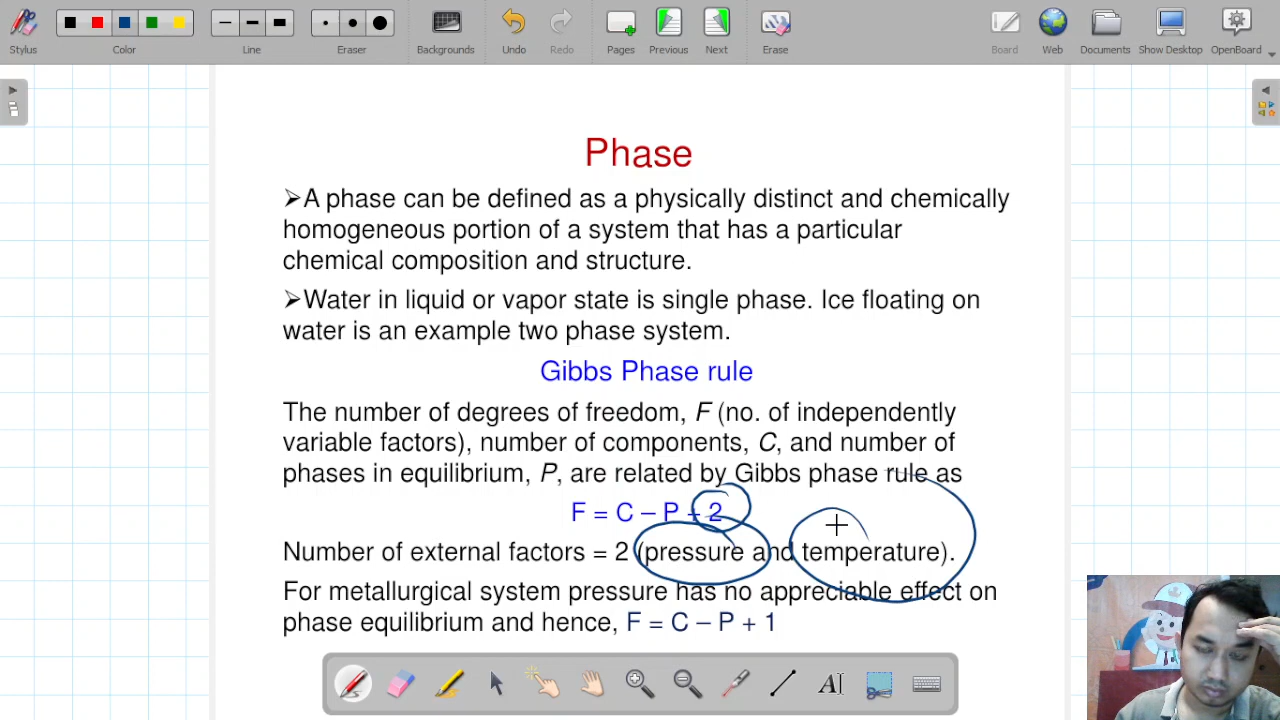 Stylus
Color
Line
Eraser
Backgrounds
Undo
Redo
Pages
Previous
Next
Erase
Board
Web
Documents
Show Desktop
OpenBoard
Phase
➢A phase can be defined as a physically distinct and chemically
homogeneous portion of a system that has a particular
chemical composition and structure.
➢Water in liquid or vapor state is single phase. Ice floating on
water is an example two phase system.
Gibbs Phase rule
The number of degrees of freedom, F (no. of independently
variable factors), number of components, C, and number of
phases in equilibrium, P, are related by Gibbs phase rule as
F = C – P + 2
Number of external factors = 2 (pressure and temperature).
For metallurgical system pressure has no appreciable effect on
phase equilibrium and hence, F = C – P + 1
AI